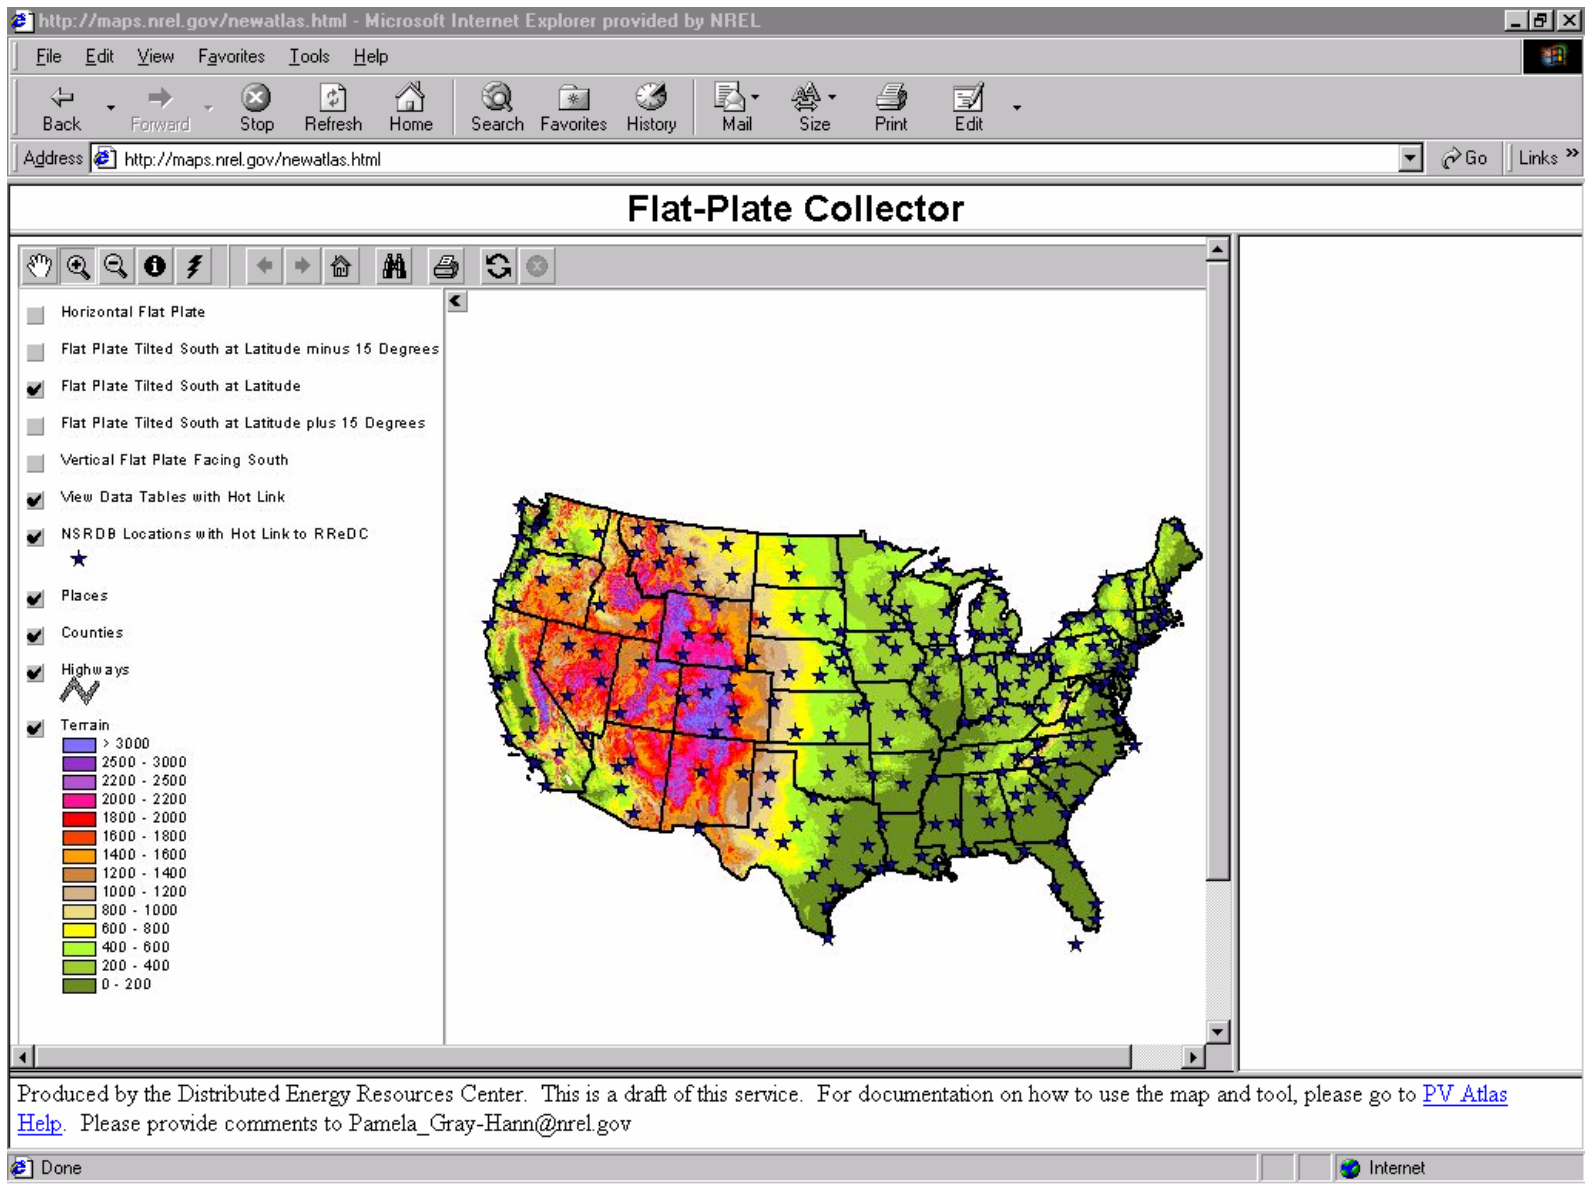 http://maps.nrel.gov/newatlas.html - Microsoft Internet Explorer provided by NREL
File Edit View Favorites Tools Help
Back Forward Stop Refresh Home Search Favorites History Mail Size Print Edit
Address http://maps.nrel.gov/newatlas.html Go Links »
Flat-Plate Collector
Horizontal Flat Plate
Flat Plate Tilted South at Latitude minus 15 Degrees
Flat Plate Tilted South at Latitude
Flat Plate Tilted South at Latitude plus 15 Degrees
Vertical Flat Plate Facing South
View Data Tables with Hot Link
NSRDB Locations with Hot Link to RReDC
Places
Counties
Highways
Terrain
> 3000
2500 - 3000
2200 - 2500
2000 - 2200
1800 - 2000
1600 - 1800
1400 - 1600
1200 - 1400
1000 - 1200
800 - 1000
600 - 800
400 - 600
200 - 400
0 - 200
Produced by the Distributed Energy Resources Center. This is a draft of this service. For documentation on how to use the map and tool, please go to PV Atlas
Help. Please provide comments to Pamela_Gray-Hann@nrel.gov
Done Internet